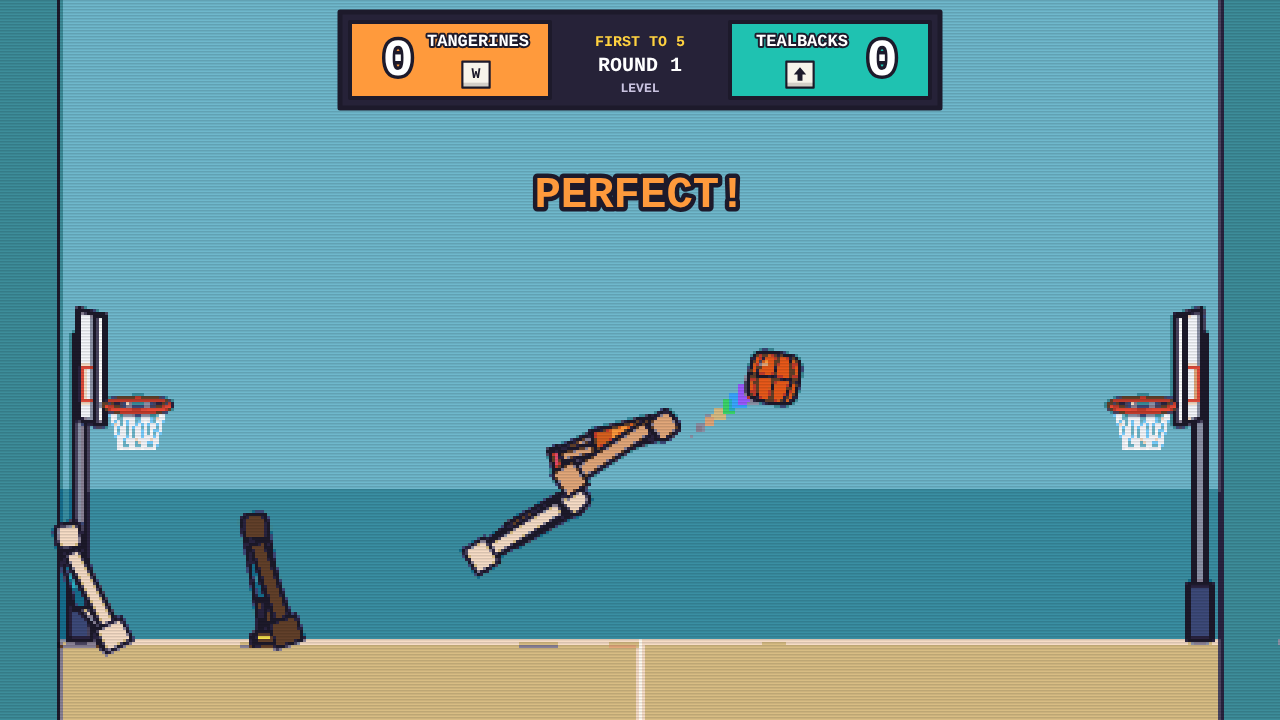 0 TANGERINES
W
FIRST TO 5
ROUND 1
LEVEL
TEALBACKS 0
PERFECT!